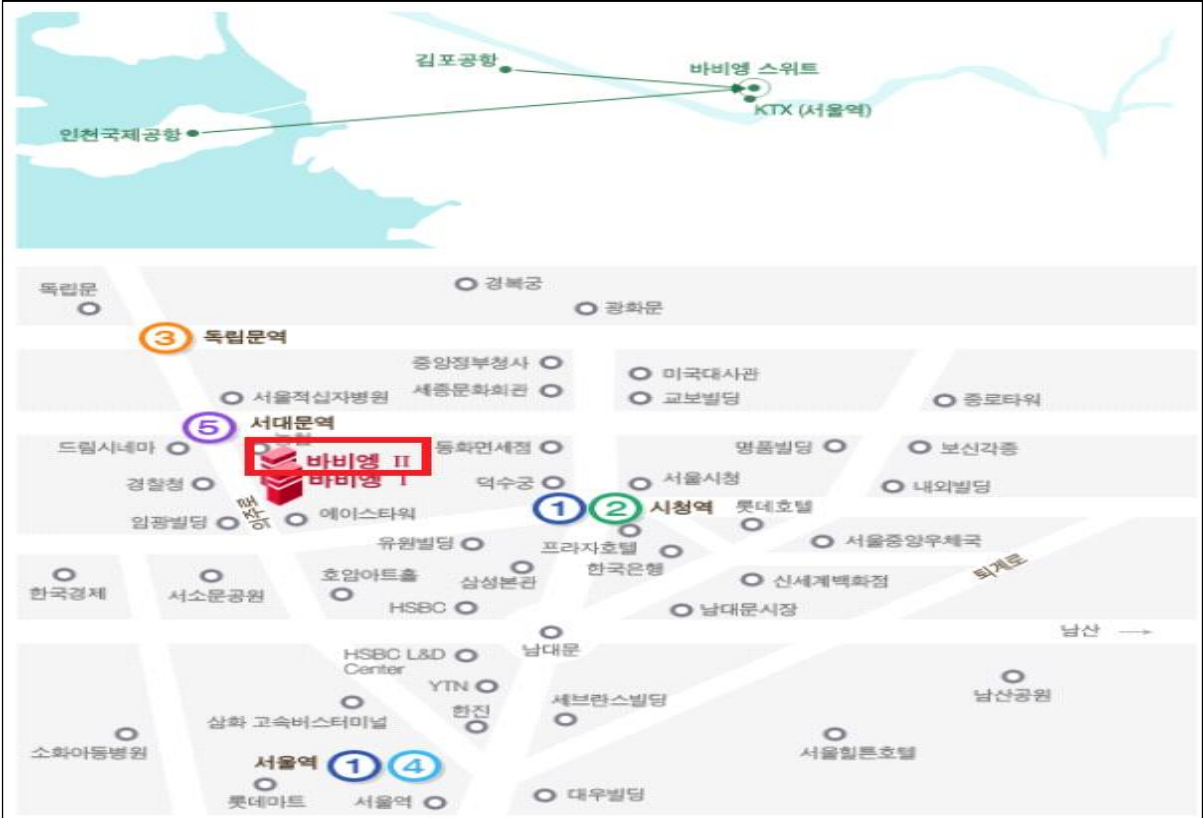 김포공항
바비엥 스위트
KTX (서울역)
인천국제공항
독립문
경복궁
광화문
3 독립문역
중앙정부청사
미국대사관
서울적십자병원
세종문화회관
교보빌딩
종로타워
5 서대문역
농협
드림시네마
바비엥 II
동화면세점
명품빌딩
보신각종
경찰청
바비엥 I
덕수궁
서울시청
내외빌딩
의주로
임광빌딩
에이스타워
1 2 시청역
롯데호텔
유원빌딩
프라자호텔
서울중앙우체국
한국은행
퇴계로
한국경제
서소문공원
호암아트홀
삼성본관
신세계백화점
HSBC
남대문시장
남산
남대문
HSBC L&D
Center
YTN
세브란스빌딩
남산공원
삼화 고속버스터미널
한진
소화아동병원
서울힐튼호텔
서울역 1 4
롯데마트
서울역
대우빌딩